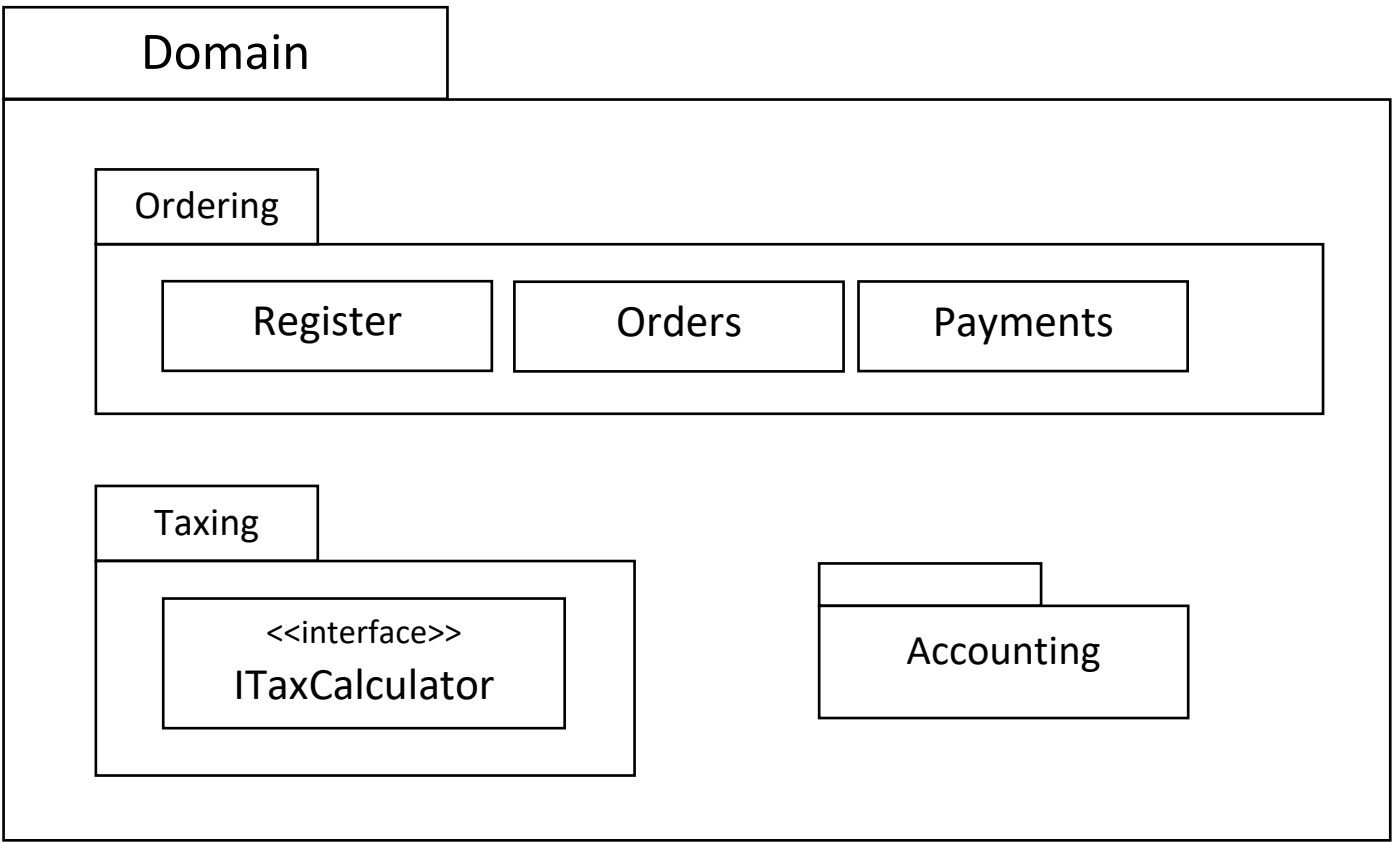 Domain
Ordering
Register
Orders
Payments
Taxing
<<interface>>
ITaxCalculator
Accounting